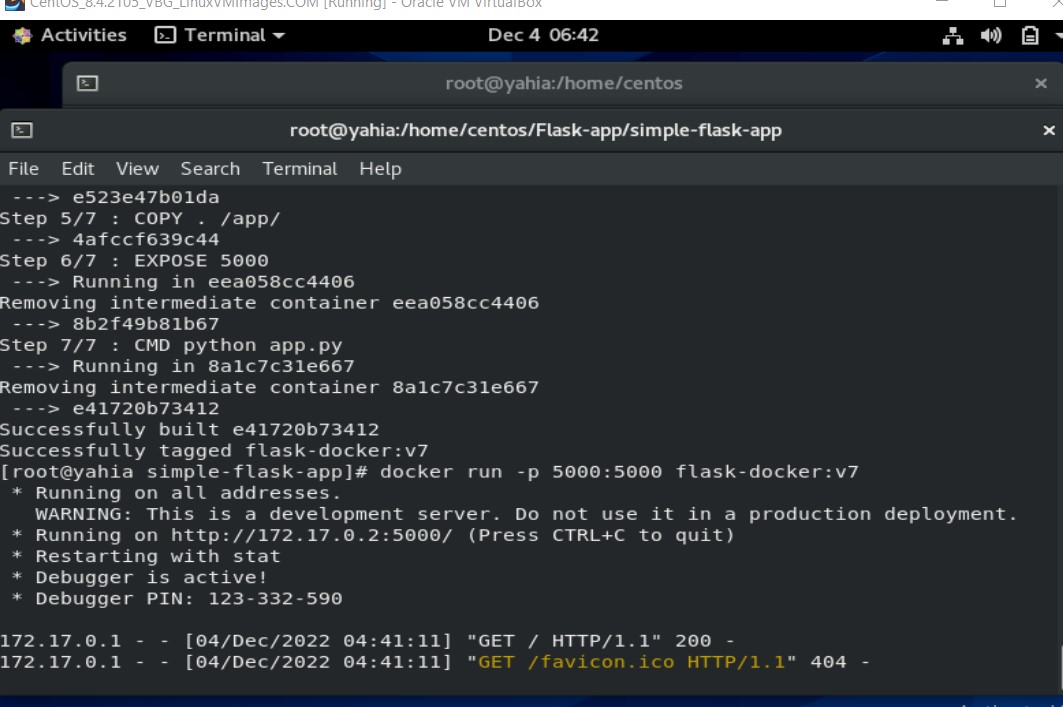 CentOS_8.4.2105_VBG_LinuxVMImages.COM [Running] - Oracle VM VirtualBox
Activities Terminal Dec 4 06:42
root@yahia:/home/centos
root@yahia:/home/centos/Flask-app/simple-flask-app
File Edit View Search Terminal Help
 ---> e523e47b01da
Step 5/7 : COPY . /app/
 ---> 4afccf639c44
Step 6/7 : EXPOSE 5000
 ---> Running in eea058cc4406
Removing intermediate container eea058cc4406
 ---> 8b2f49b81b67
Step 7/7 : CMD python app.py
 ---> Running in 8a1c7c31e667
Removing intermediate container 8a1c7c31e667
 ---> e41720b73412
Successfully built e41720b73412
Successfully tagged flask-docker:v7
[root@yahia simple-flask-app]# docker run -p 5000:5000 flask-docker:v7
 * Running on all addresses.
   WARNING: This is a development server. Do not use it in a production deployment.
 * Running on http://172.17.0.2:5000/ (Press CTRL+C to quit)
 * Restarting with stat
 * Debugger is active!
 * Debugger PIN: 123-332-590
172.17.0.1 - - [04/Dec/2022 04:41:11] "GET / HTTP/1.1" 200 -
172.17.0.1 - - [04/Dec/2022 04:41:11] "GET /favicon.ico HTTP/1.1" 404 -